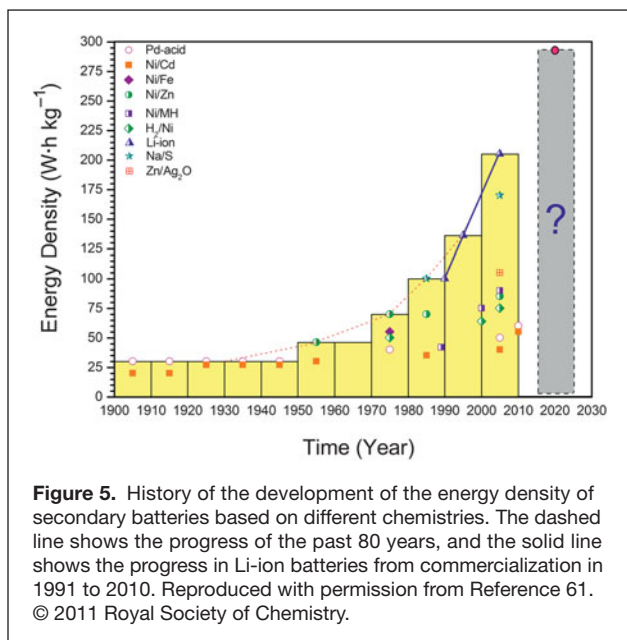 300
275
250
225
200
175
150
125
100
75
50
25
0
Energy Density (W·h kg⁻¹)
Pd-acid
Ni/Cd
Ni/Fe
Ni/Zn
Ni/MH
H₂/Ni
Li-ion
Na/S
Zn/Ag₂O
?
1900 1910 1920 1930 1940 1950 1960 1970 1980 1990 2000 2010 2020 2030
Time (Year)
Figure 5. History of the development of the energy density of
secondary batteries based on different chemistries. The dashed
line shows the progress of the past 80 years, and the solid line
shows the progress in Li-ion batteries from commercialization in
1991 to 2010. Reproduced with permission from Reference 61.
© 2011 Royal Society of Chemistry.